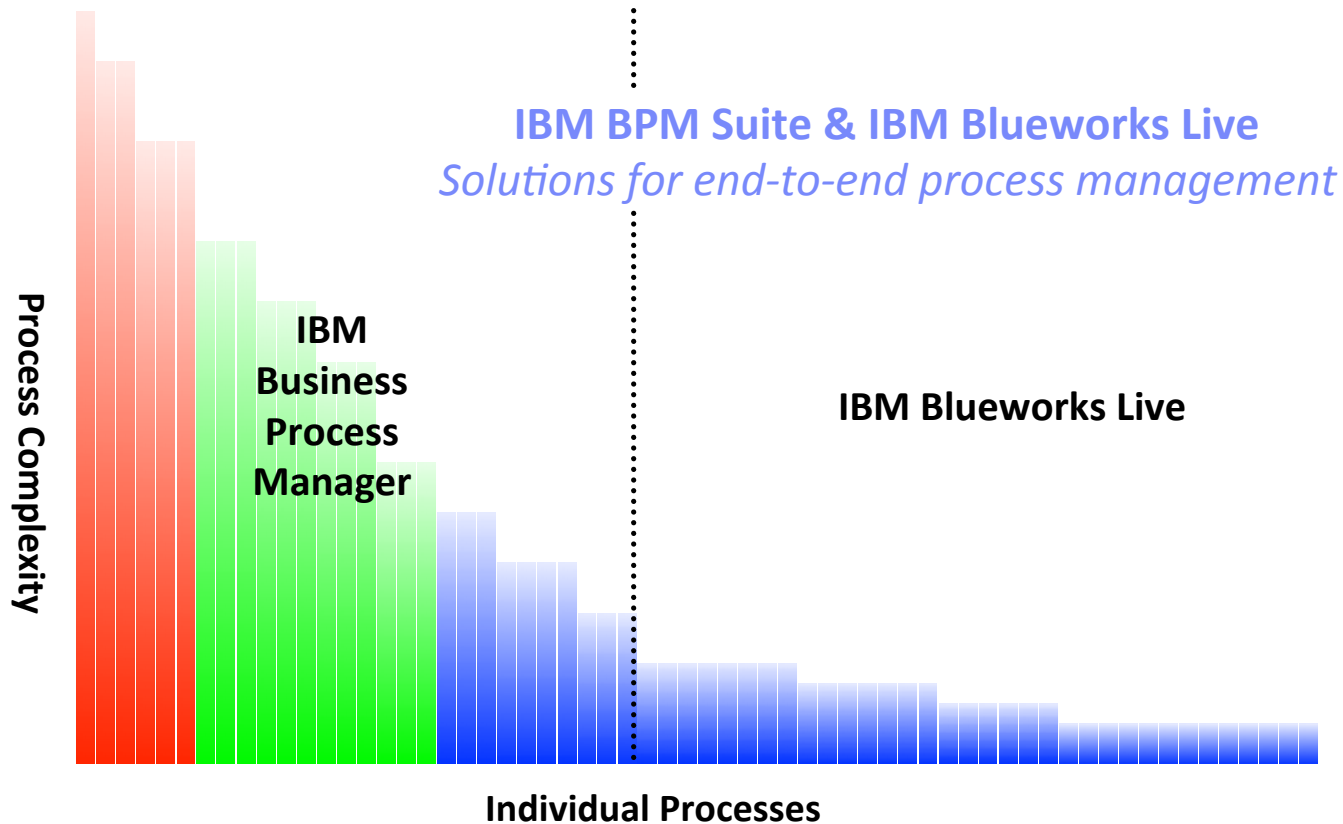 IBM BPM Suite & IBM Blueworks Live
Solutions for end-to-end process management
Process Complexity
IBM
Business
Process
Manager
IBM Blueworks Live
Individual Processes